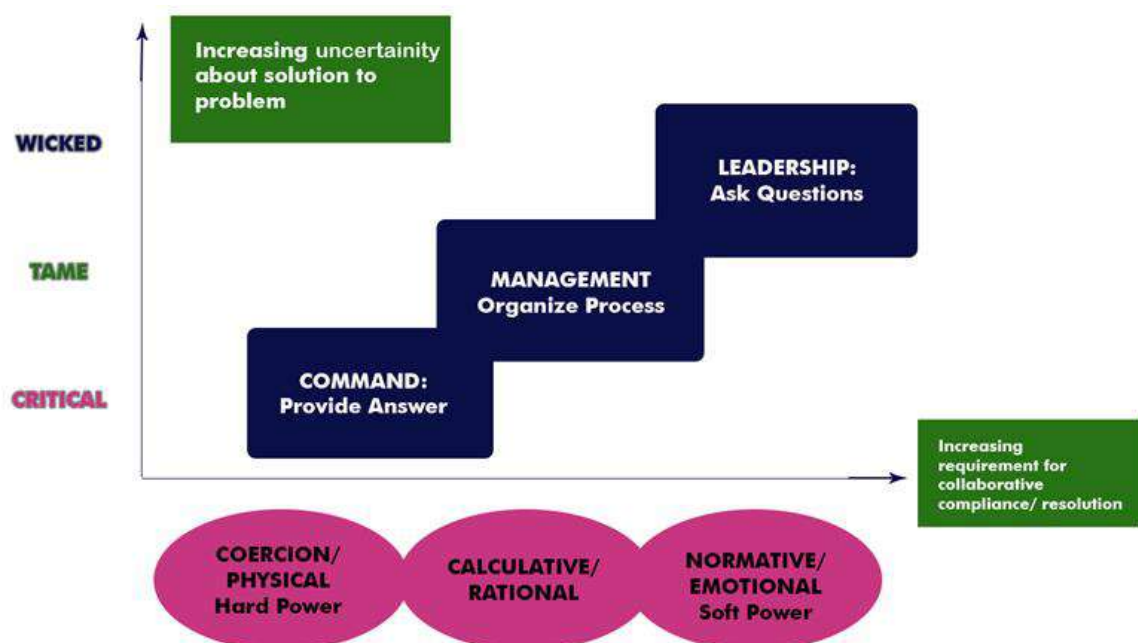 Increasing uncertainity
about solution to
problem
WICKED
LEADERSHIP:
Ask Questions
TAME
MANAGEMENT
Organize Process
CRITICAL
COMMAND:
Provide Answer
Increasing
requirement for
collaborative
compliance/ resolution
COERCION/
PHYSICAL
Hard Power
CALCULATIVE/
RATIONAL
NORMATIVE/
EMOTIONAL
Soft Power